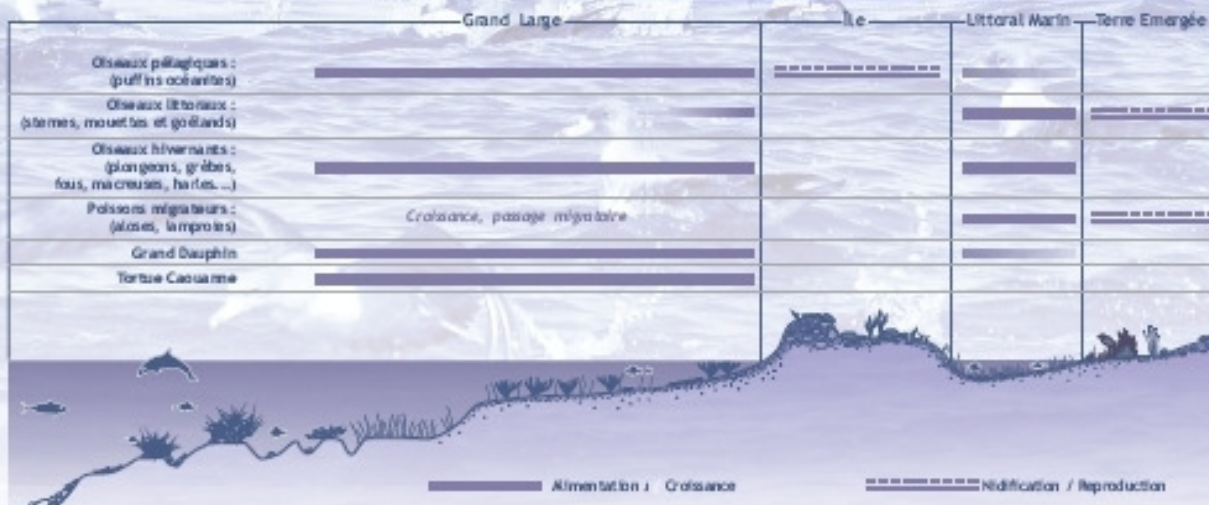 Grand Large
Île
Littoral Marin
Terre Emergée
Oiseaux pélagiques :
(puffins océanites)
Oiseaux littoraux :
(sternes, mouettes et goélands)
Oiseaux hivernants :
(plongeons, grèbes,
fous, macreuses, harles...)
Poissons migrateurs :
(aloses, lamproies)
Croissance, passage migratoire
Grand Dauphin
Tortue Caouanne
Alimentation / Croissance
Nidification / Reproduction